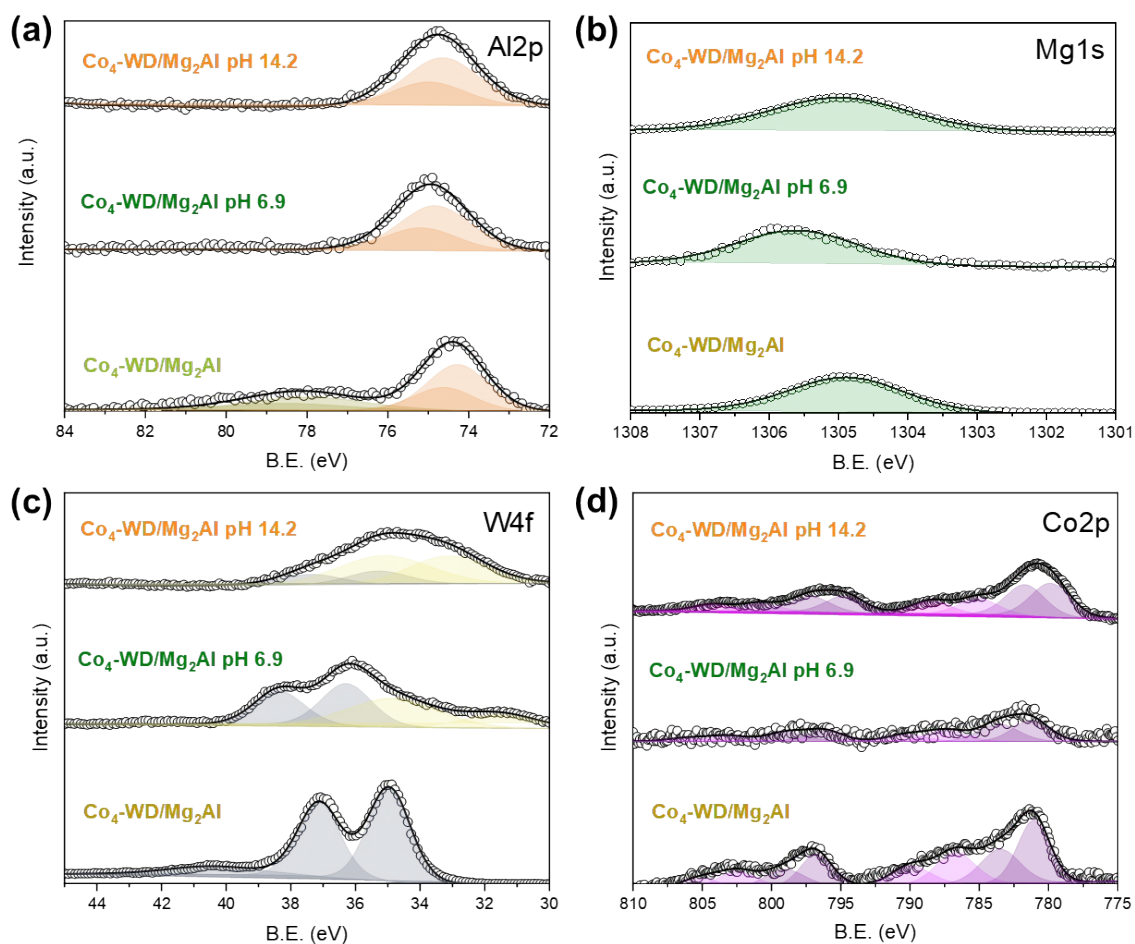 (a)
Al2p
Co₄-WD/Mg₂Al pH 14.2
Co₄-WD/Mg₂Al pH 6.9
Co₄-WD/Mg₂Al
Intensity (a.u.)
84 82 80 78 76 74 72
B.E. (eV)
(b)
Mg1s
Co₄-WD/Mg₂Al pH 14.2
Co₄-WD/Mg₂Al pH 6.9
Co₄-WD/Mg₂Al
Intensity (a.u.)
1308 1307 1306 1305 1304 1303 1302 1301
B.E. (eV)
(c)
W4f
Co₄-WD/Mg₂Al pH 14.2
Co₄-WD/Mg₂Al pH 6.9
Co₄-WD/Mg₂Al
Intensity (a.u.)
44 42 40 38 36 34 32 30
B.E. (eV)
(d)
Co2p
Co₄-WD/Mg₂Al pH 14.2
Co₄-WD/Mg₂Al pH 6.9
Co₄-WD/Mg₂Al
Intensity (a.u.)
810 805 800 795 790 785 780 775
B.E. (eV)